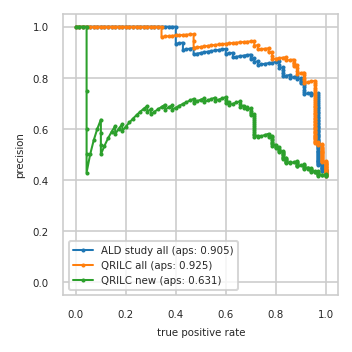 1.0
0.8
0.6
0.4
0.2
0.0
precision
ALD study all (aps: 0.905)
QRILC all (aps: 0.925)
QRILC new (aps: 0.631)
0.0 0.2 0.4 0.6 0.8 1.0
true positive rate